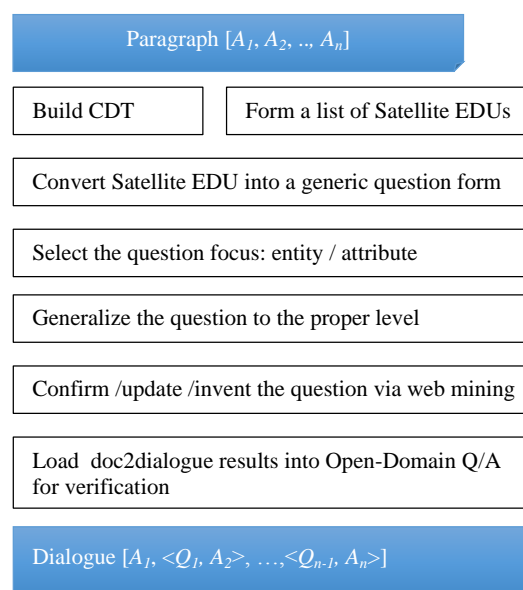 Paragraph [A1, A2, .., An]
Build CDT
Form a list of Satellite EDUs
Convert Satellite EDU into a generic question form
Select the question focus: entity / attribute
Generalize the question to the proper level
Confirm /update /invent the question via web mining
Load  doc2dialogue results into Open-Domain Q/A
for verification
Dialogue [A1, <Q1, A2>, …,<Qn-1, An>]